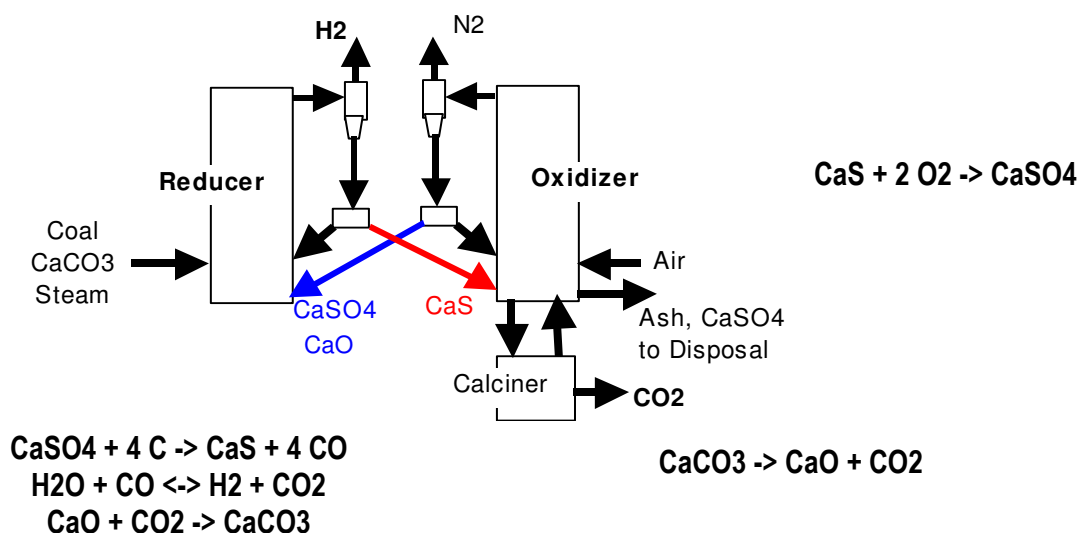 H2
N2
Reducer
Oxidizer
CaS + 2 O2 -> CaSO4
Coal
CaCO3
Steam
Air
CaSO4
CaO
CaS
Ash, CaSO4
to Disposal
Calciner
CO2
CaSO4 + 4 C -> CaS + 4 CO
H2O + CO <-> H2 + CO2
CaO + CO2 -> CaCO3
CaCO3 -> CaO + CO2